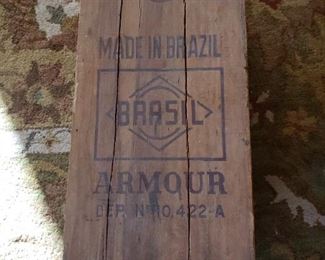 MADE IN BRAZIL
BRASIL
ARMOUR
DEP. Nº 10.422-A